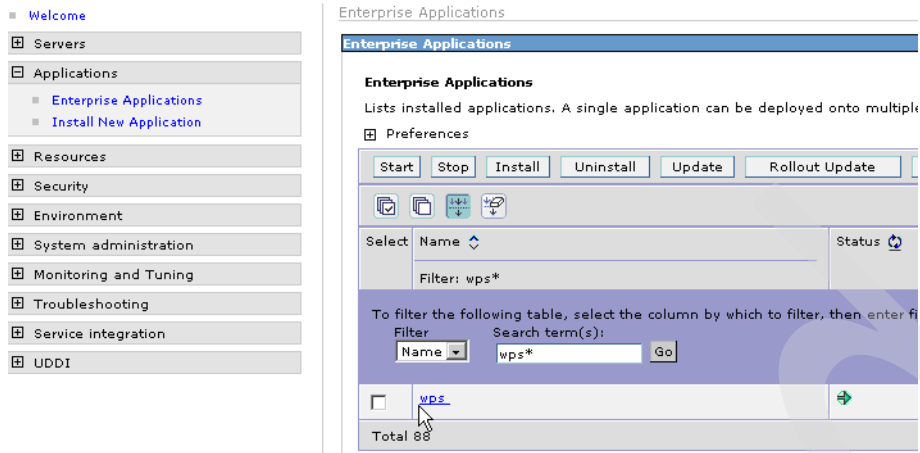 Welcome
Servers
Applications
Enterprise Applications
Install New Application
Resources
Security
Environment
System administration
Monitoring and Tuning
Troubleshooting
Service integration
UDDI
Enterprise Applications
Enterprise Applications
Enterprise Applications
Lists installed applications. A single application can be deployed onto multiple
Preferences
Start Stop Install Uninstall Update Rollout Update
Select Name Status
Filter: wps*
To filter the following table, select the column by which to filter, then enter fi
Filter Search term(s):
Name wps* Go
wps
Total 88